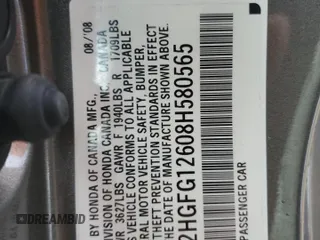 08/'08
BY HONDA OF CANADA MFG.,
ON OF HONDA CANADA INC. CANADA
WR 3627LBS GAWR F 1940LBS R 1709LBS
VEHICLE CONFORMS TO ALL APPLICABLE
RAL MOTOR VEHICLE SAFETY, BUMPER,
THEFT PREVENTION STANDARDS IN EFFECT
DATE OF MANUFACTURE SHOWN ABOVE.
2HGFG12608H580565
PASSENGER CAR
DREAMBID